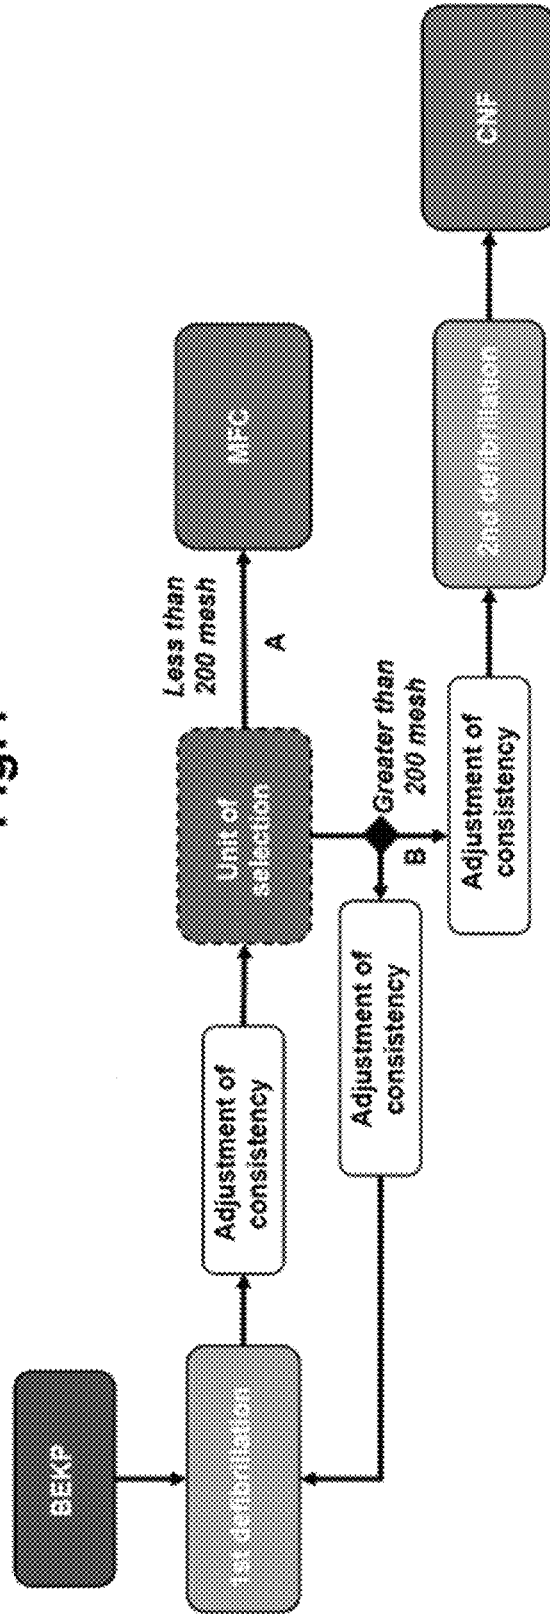 BEKP
1st defibrillation
Adjustment of
consistency
Unit of
selection
Less than
200 mesh
A
MFC
Greater than
200 mesh
B
Adjustment of
consistency
Adjustment of
consistency
2nd defibrillation
CNF